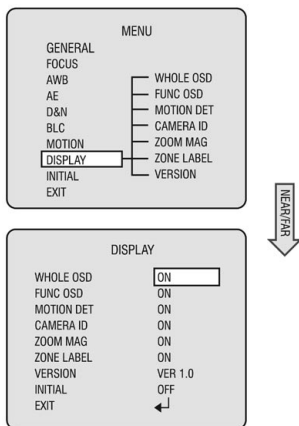 MENU
GENERAL
FOCUS
AWB
AE
D&N
BLC
MOTION
DISPLAY
INITIAL
EXIT
WHOLE OSD
FUNC OSD
MOTION DET
CAMERA ID
ZOOM MAG
ZONE LABEL
VERSION
NEAR/FAR
DISPLAY
WHOLE OSD ON
FUNC OSD ON
MOTION DET ON
CAMERA ID ON
ZOOM MAG ON
ZONE LABEL ON
VERSION VER 1.0
INITIAL OFF
EXIT ↵